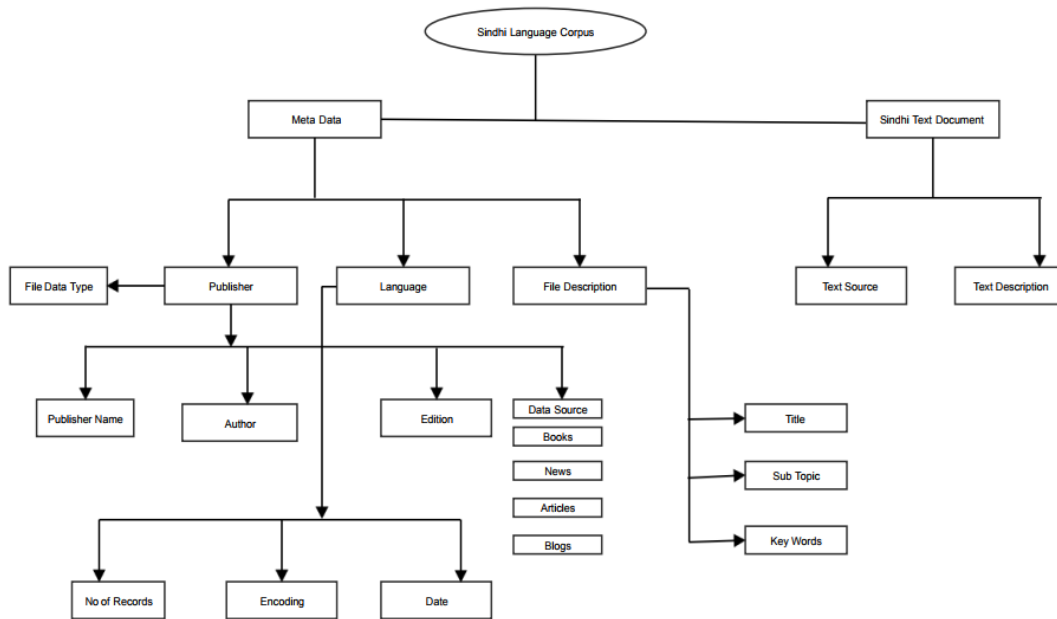 Sindhi Language Corpus
Meta Data
Sindhi Text Document
File Data Type
Publisher
Language
File Description
Text Source
Text Description
Publisher Name
Author
Edition
Data Source
Books
News
Articles
Blogs
Title
Sub Topic
Key Words
No of Records
Encoding
Date